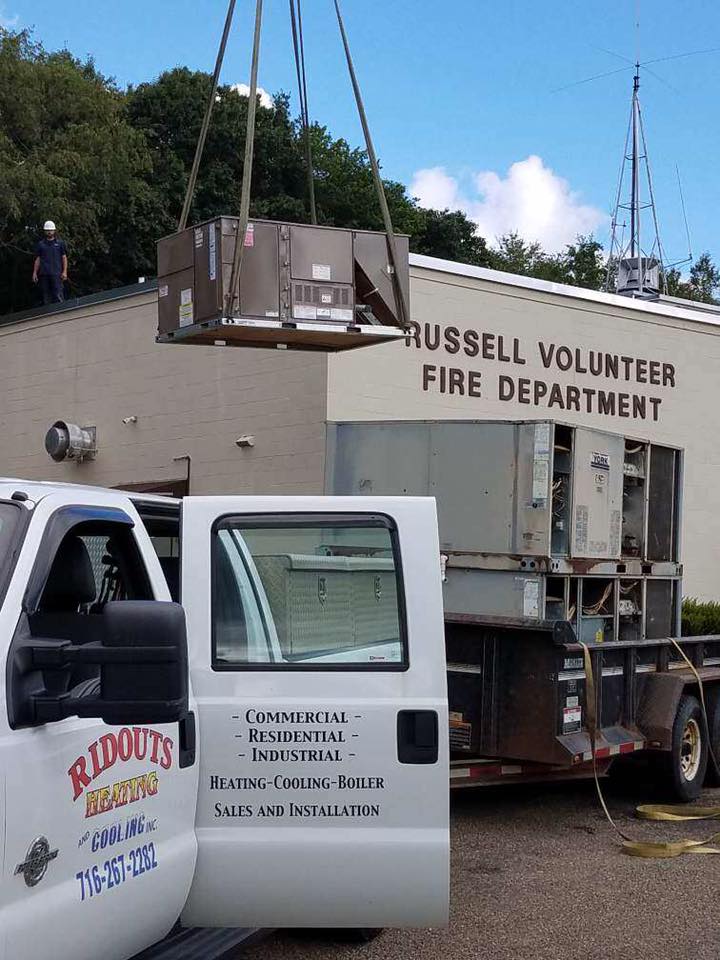 RUSSELL VOLUNTEER
FIRE DEPARTMENT
YORK
- COMMERCIAL -
- RESIDENTIAL -
- INDUSTRIAL -
HEATING-COOLING-BOILER
SALES AND INSTALLATION
RIDOUTS
HEATING
AND COOLING INC.
716-267-2282